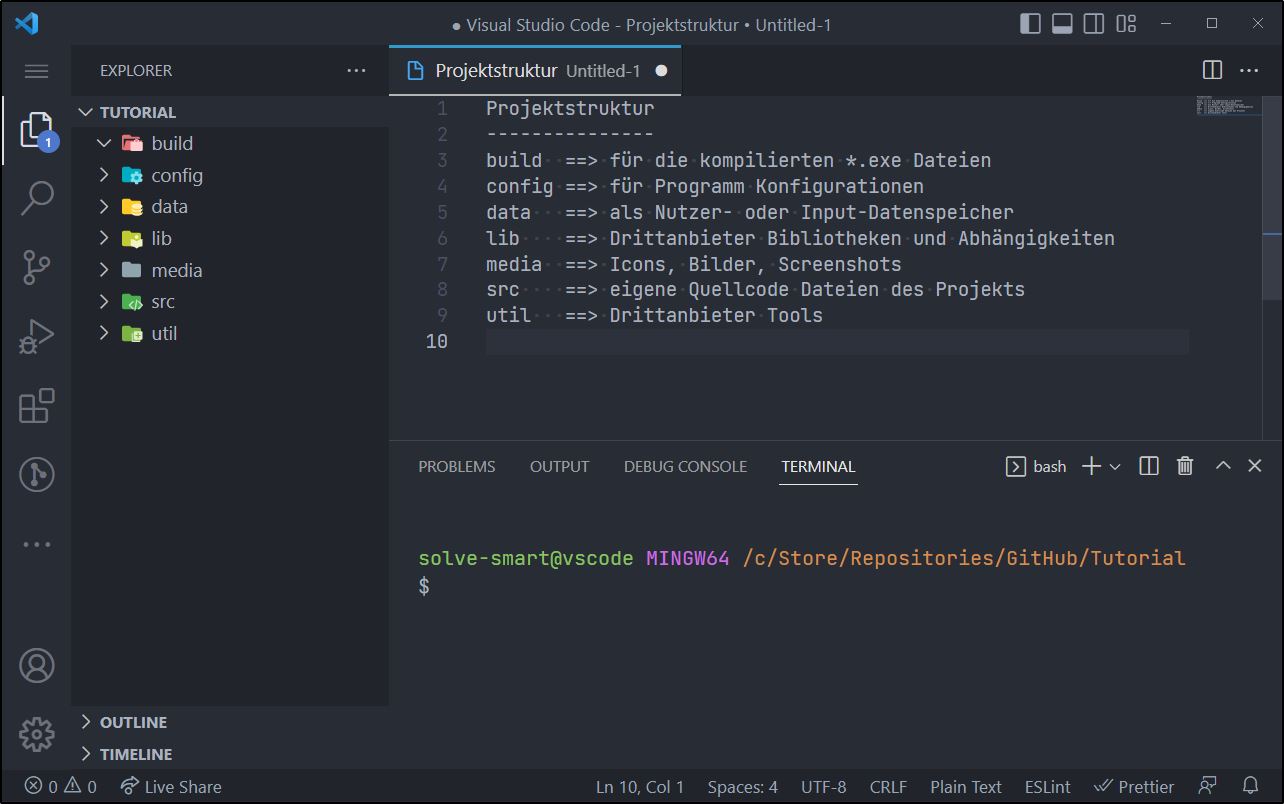 ● Visual Studio Code - Projektstruktur • Untitled-1
EXPLORER
TUTORIAL
build
config
data
lib
media
src
util
OUTLINE
TIMELINE
1
Projektstruktur Untitled-1
1 Projektstruktur
2 ---------------
3 build ==> für die kompilierten *.exe Dateien
4 config ==> für Programm Konfigurationen
5 data ==> als Nutzer- oder Input-Datenspeicher
6 lib ==> Drittanbieter Bibliotheken und Abhängigkeiten
7 media ==> Icons, Bilder, Screenshots
8 src ==> eigene Quellcode Dateien des Projekts
9 util ==> Drittanbieter Tools
10
PROBLEMS OUTPUT DEBUG CONSOLE TERMINAL bash
solve-smart@vscode MINGW64 /c/Store/Repositories/GitHub/Tutorial
$
0 0 Live Share Ln 10, Col 1 Spaces: 4 UTF-8 CRLF Plain Text ESLint Prettier